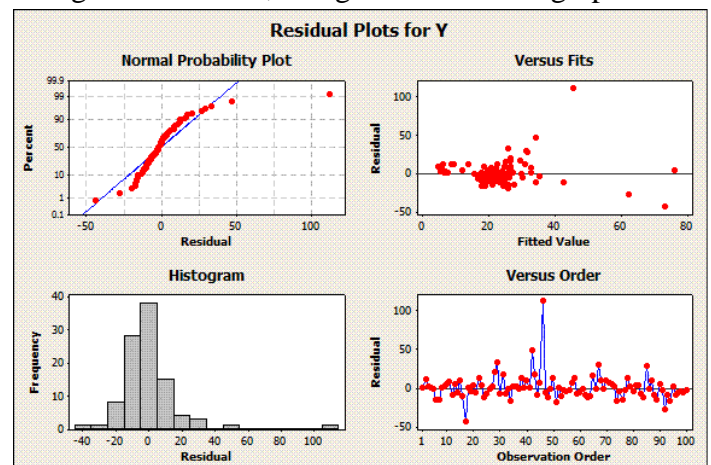 Residual Plots for Y
Normal Probability Plot
99.9
99
90
50
10
1
0.1
Percent
-50 0 50 100
Residual
Versus Fits
100
50
0
-50
Residual
0 20 40 60 80
Fitted Value
Histogram
40
30
20
10
0
Frequency
-40 -20 0 20 40 60 80 100
Residual
Versus Order
100
50
0
-50
Residual
1 10 20 30 40 50 60 70 80 90 100
Observation Order